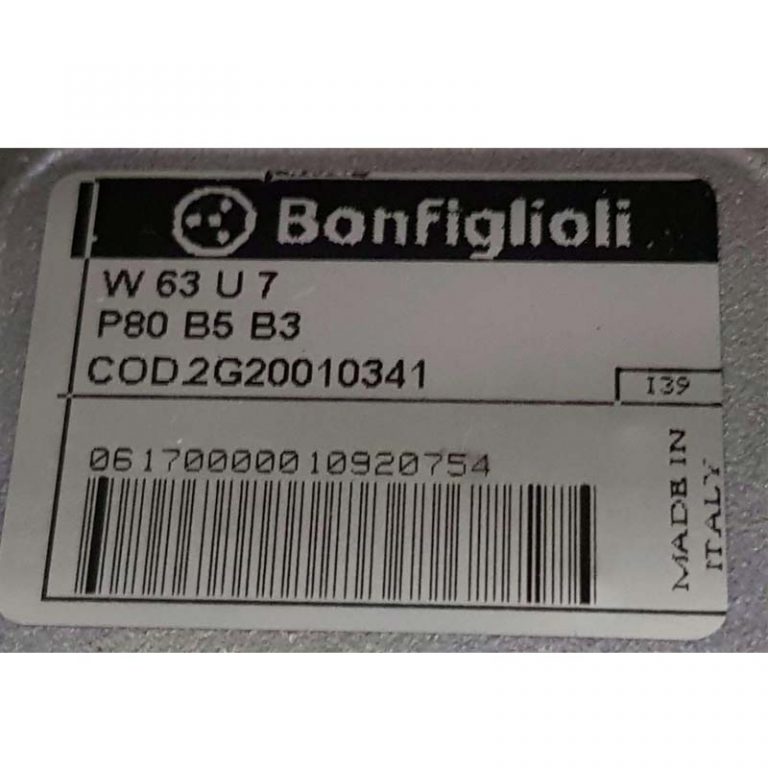 Bonfiglioli
W 63 U 7
P80 B5 B3
COD.2G20010341
I39
06170000010920754
MADE IN
ITALY